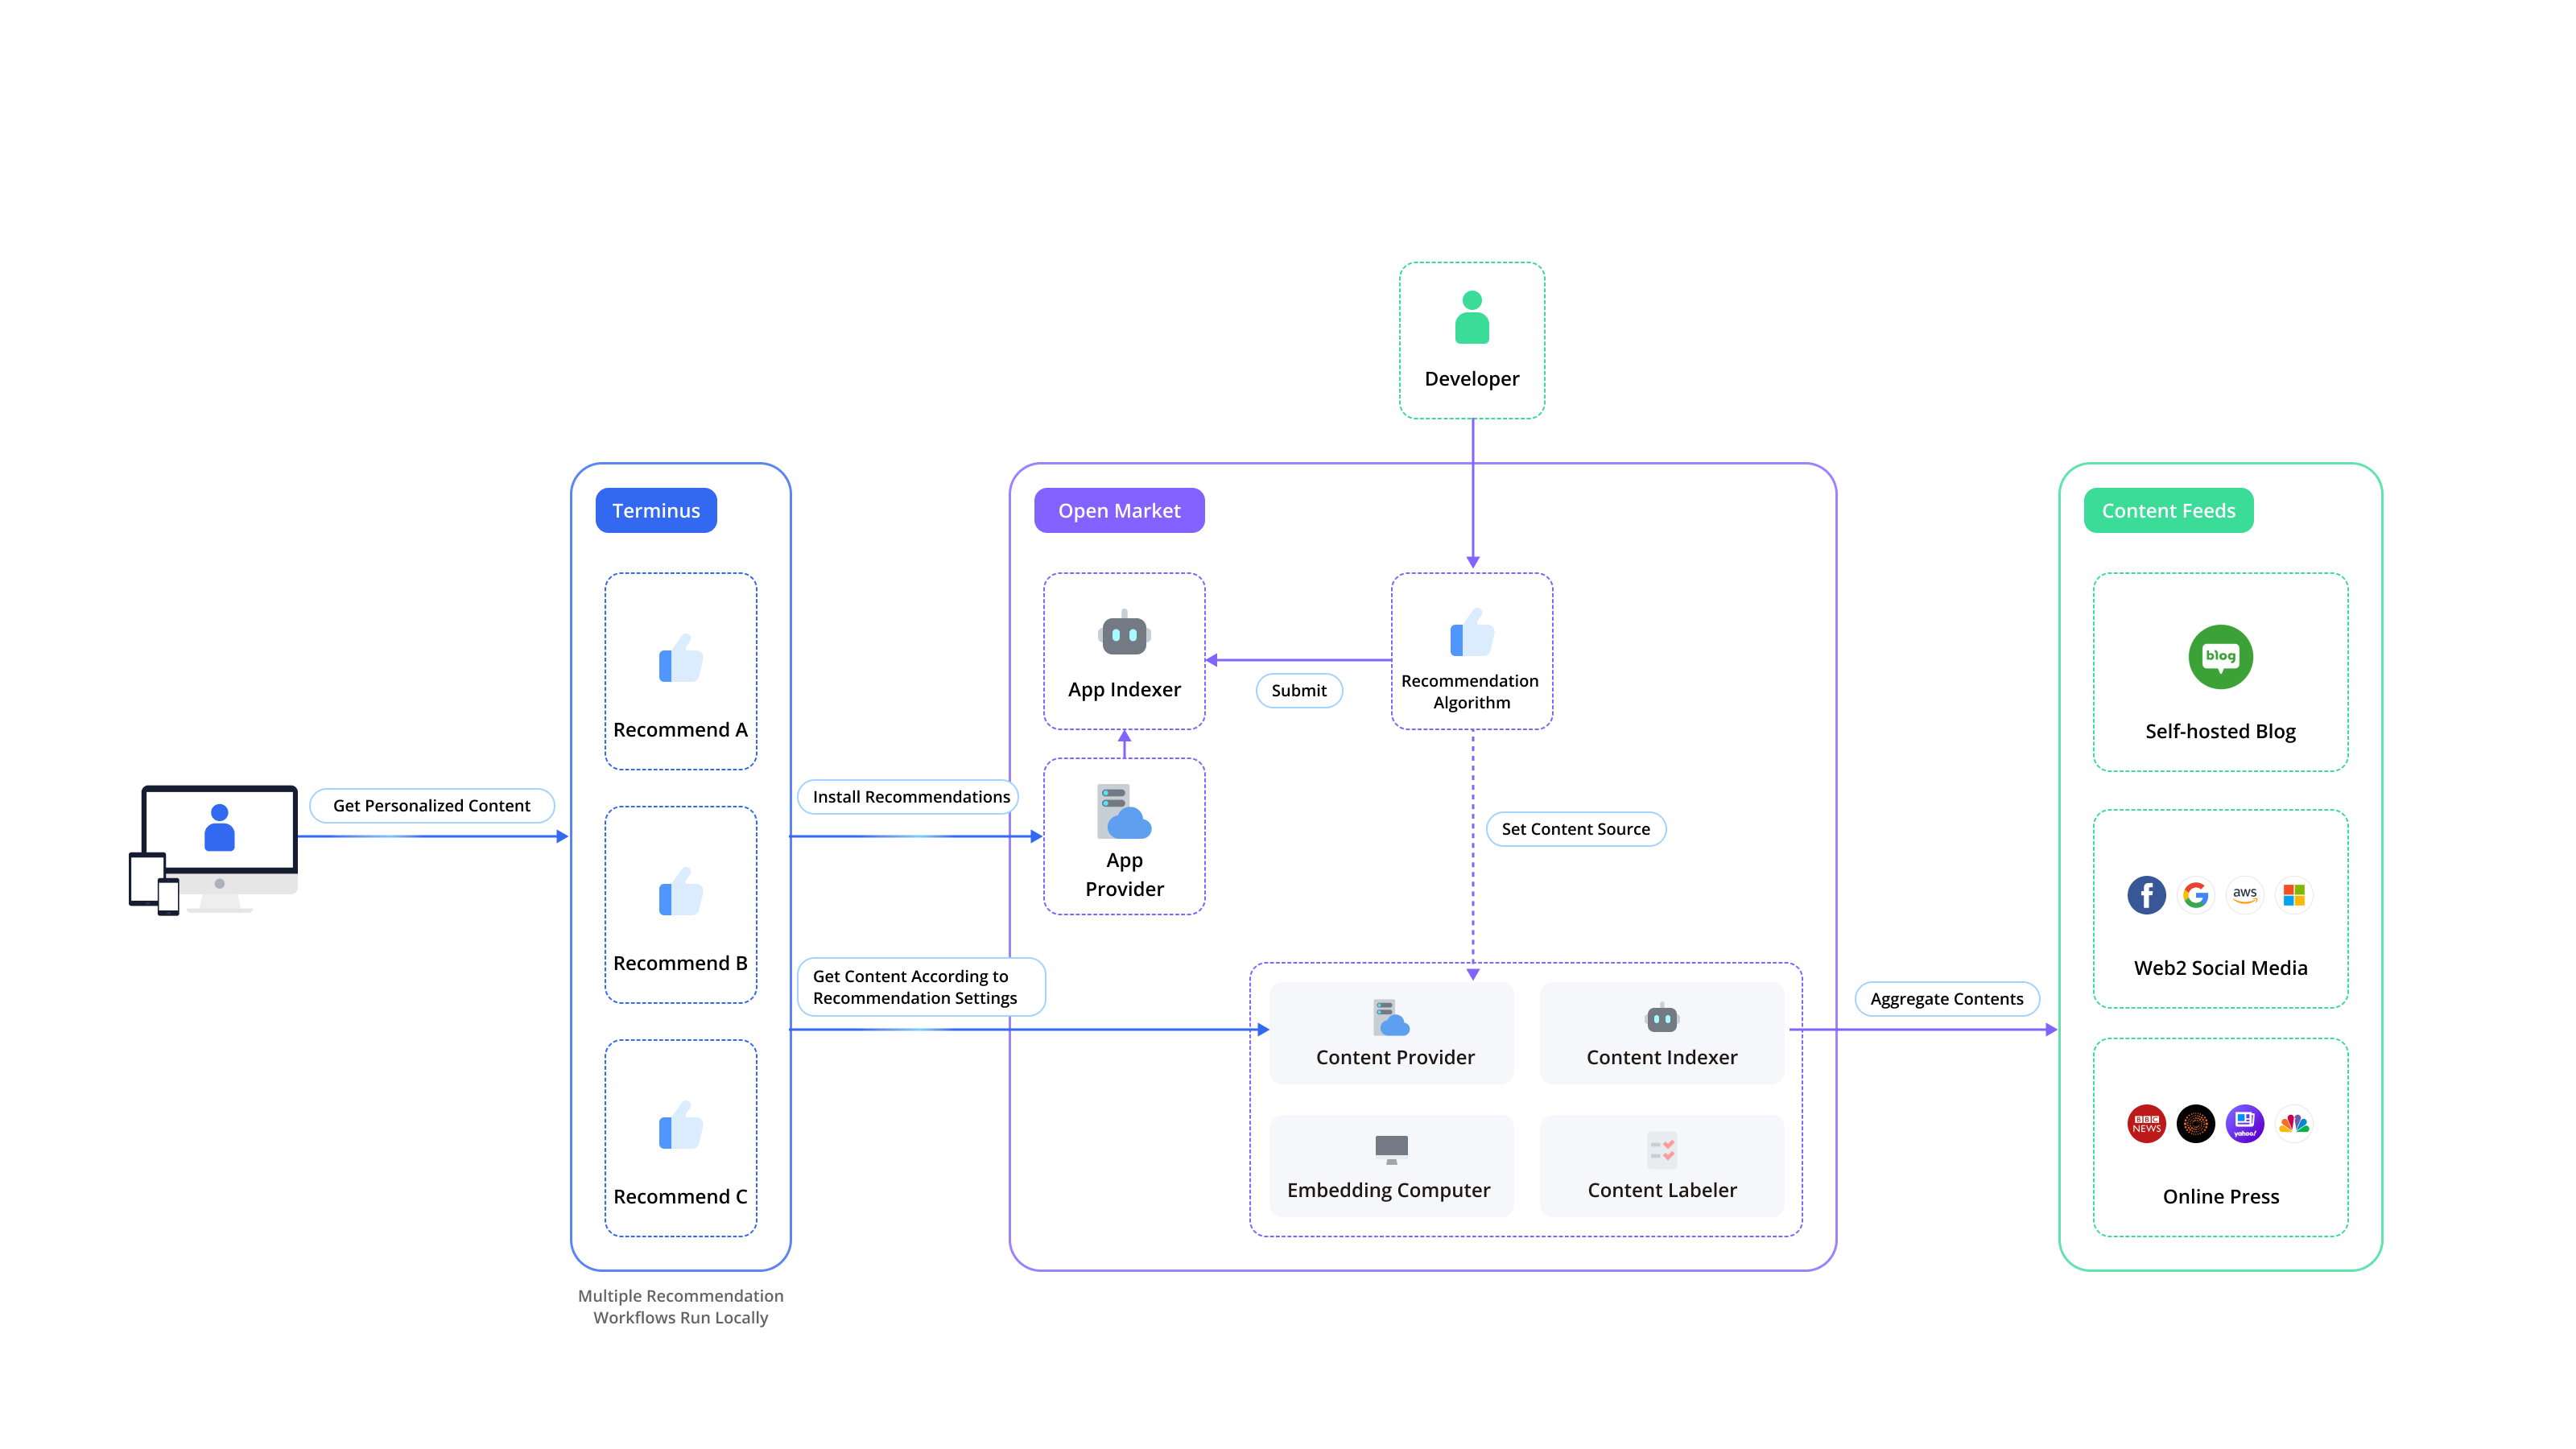 Developer
Terminus
Open Market
Content Feeds
Recommend A
App Indexer
Submit
Recommendation
Algorithm
blog
Self-hosted Blog
Get Personalized Content
Install Recommendations
App
Provider
Set Content Source
Recommend B
aws
Web2 Social Media
Get Content According to
Recommendation Settings
Content Provider
Content Indexer
Aggregate Contents
Recommend C
Embedding Computer
Content Labeler
BBC
NEWS
yahoo!
Online Press
Multiple Recommendation
Workflows Run Locally